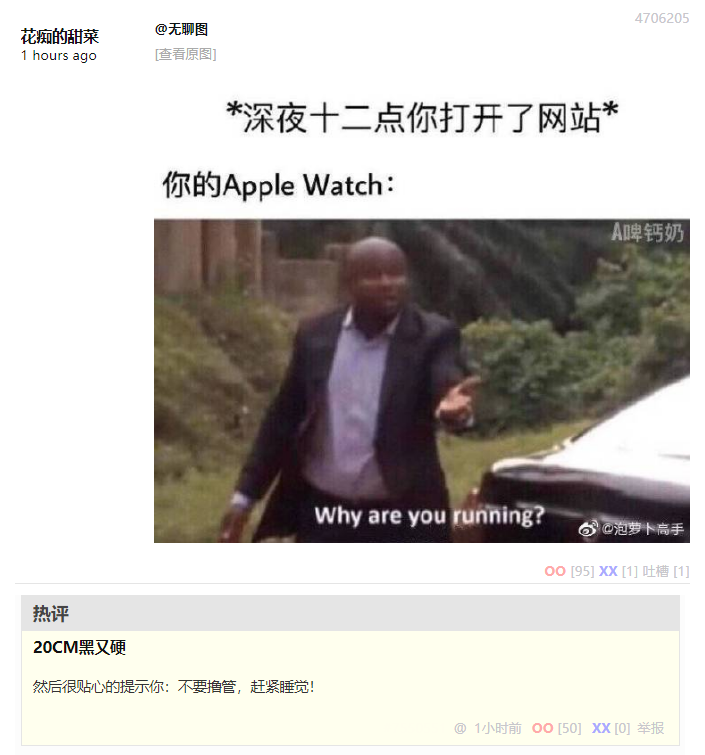 4706205
花痴的甜菜
1 hours ago
@无聊图
[查看原图]
*深夜十二点你打开了网站*
你的Apple Watch：
A啤钙奶
Why are you running?
@泡萝卜高手
OO [95] XX [1] 吐槽 [1]
热评
20CM黑又硬
然后很贴心的提示你：不要撸管，赶紧睡觉！
@ 1小时前 OO [50] XX [0] 举报